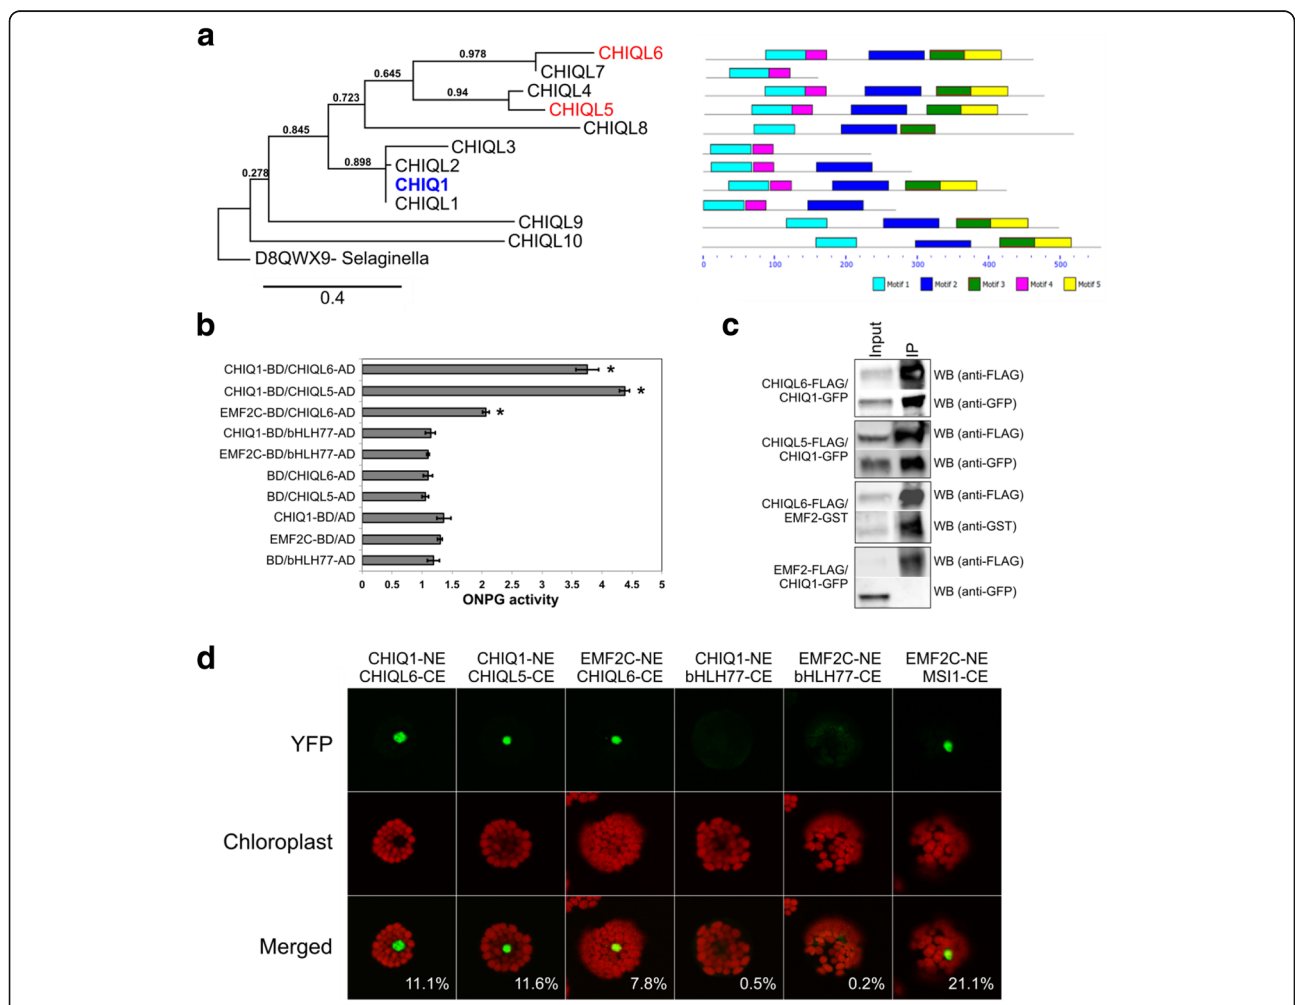 a
0.978
CHIQL6
CHIQL7
0.645
CHIQL4
0.94
CHIQL5
0.723
CHIQL8
0.845
CHIQL3
0.898
CHIQL2
CHIQ1
CHIQL1
0.278
CHIQL9
CHIQL10
D8QWX9- Selaginella
0.4
0 100 200 300 400 500
Motif 1 Motif 2 Motif 3 Motif 4 Motif 5
b
CHIQ1-BD/CHIQL6-AD *
CHIQ1-BD/CHIQL5-AD *
EMF2C-BD/CHIQL6-AD *
CHIQ1-BD/bHLH77-AD
EMF2C-BD/bHLH77-AD
BD/CHIQL6-AD
BD/CHIQL5-AD
CHIQ1-BD/AD
EMF2C-BD/AD
BD/bHLH77-AD
0 0.5 1 1.5 2 2.5 3 3.5 4 4.5 5
ONPG activity
c
Input IP
CHIQL6-FLAG/
CHIQ1-GFP
WB (anti-FLAG)
WB (anti-GFP)
CHIQL5-FLAG/
CHIQ1-GFP
WB (anti-FLAG)
WB (anti-GFP)
CHIQL6-FLAG/
EMF2-GST
WB (anti-FLAG)
WB (anti-GST)
EMF2-FLAG/
CHIQ1-GFP
WB (anti-FLAG)
WB (anti-GFP)
d
CHIQ1-NE CHIQ1-NE EMF2C-NE CHIQ1-NE EMF2C-NE EMF2C-NE
CHIQL6-CE CHIQL5-CE CHIQL6-CE bHLH77-CE bHLH77-CE MSI1-CE
YFP
Chloroplast
Merged
11.1% 11.6% 7.8% 0.5% 0.2% 21.1%